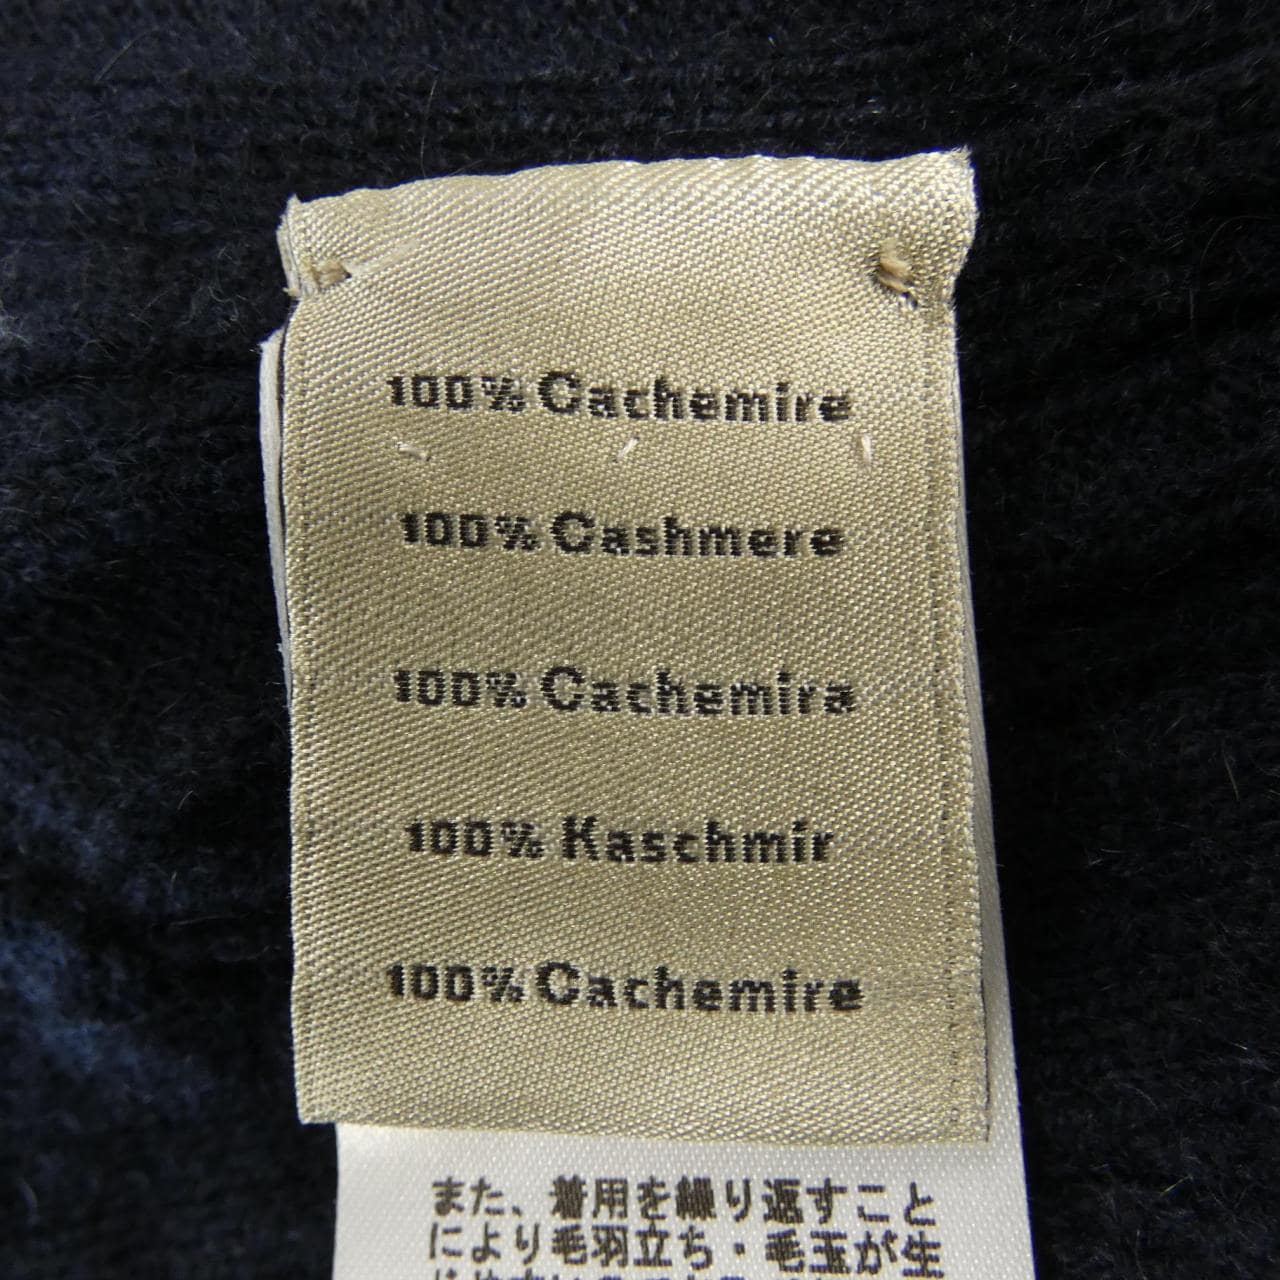 100% Cachemire
100% Cashmere
100% Cachemira
100% Kaschmir
100% Cachemire
また、着用を繰り返すこと
により毛羽立ち・毛玉が生